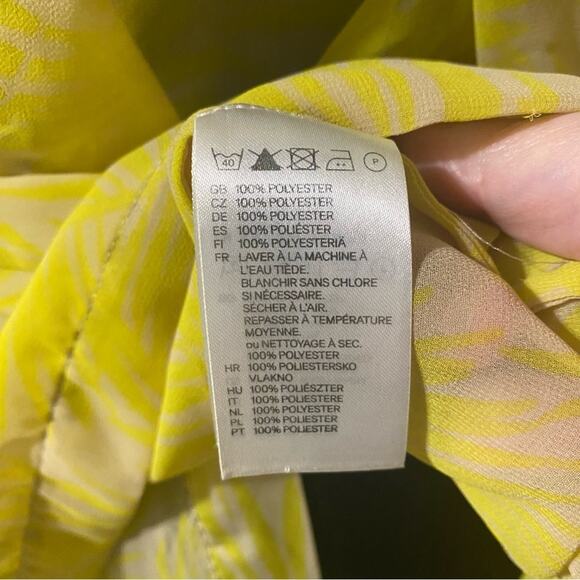 40 P
GB 100% POLYESTER
CZ 100% POLYESTER
DE 100% POLYESTER
ES 100% POLIÉSTER
FI 100% POLYESTERIÄ
FR LAVER À LA MACHINE À
L'EAU TIÈDE.
BLANCHIR SANS CHLORE
SI NÉCESSAIRE.
SÉCHER À L'AIR.
REPASSER À TEMPÉRATURE
MOYENNE.
ou NETTOYAGE À SEC.
100% POLYESTER
HR 100% POLIESTERSKO
VLAKNO
HU 100% POLIÉSZTER
IT 100% POLIESTERE
NL 100% POLYESTER
PL 100% POLIESTER
PT 100% POLIÉSTER